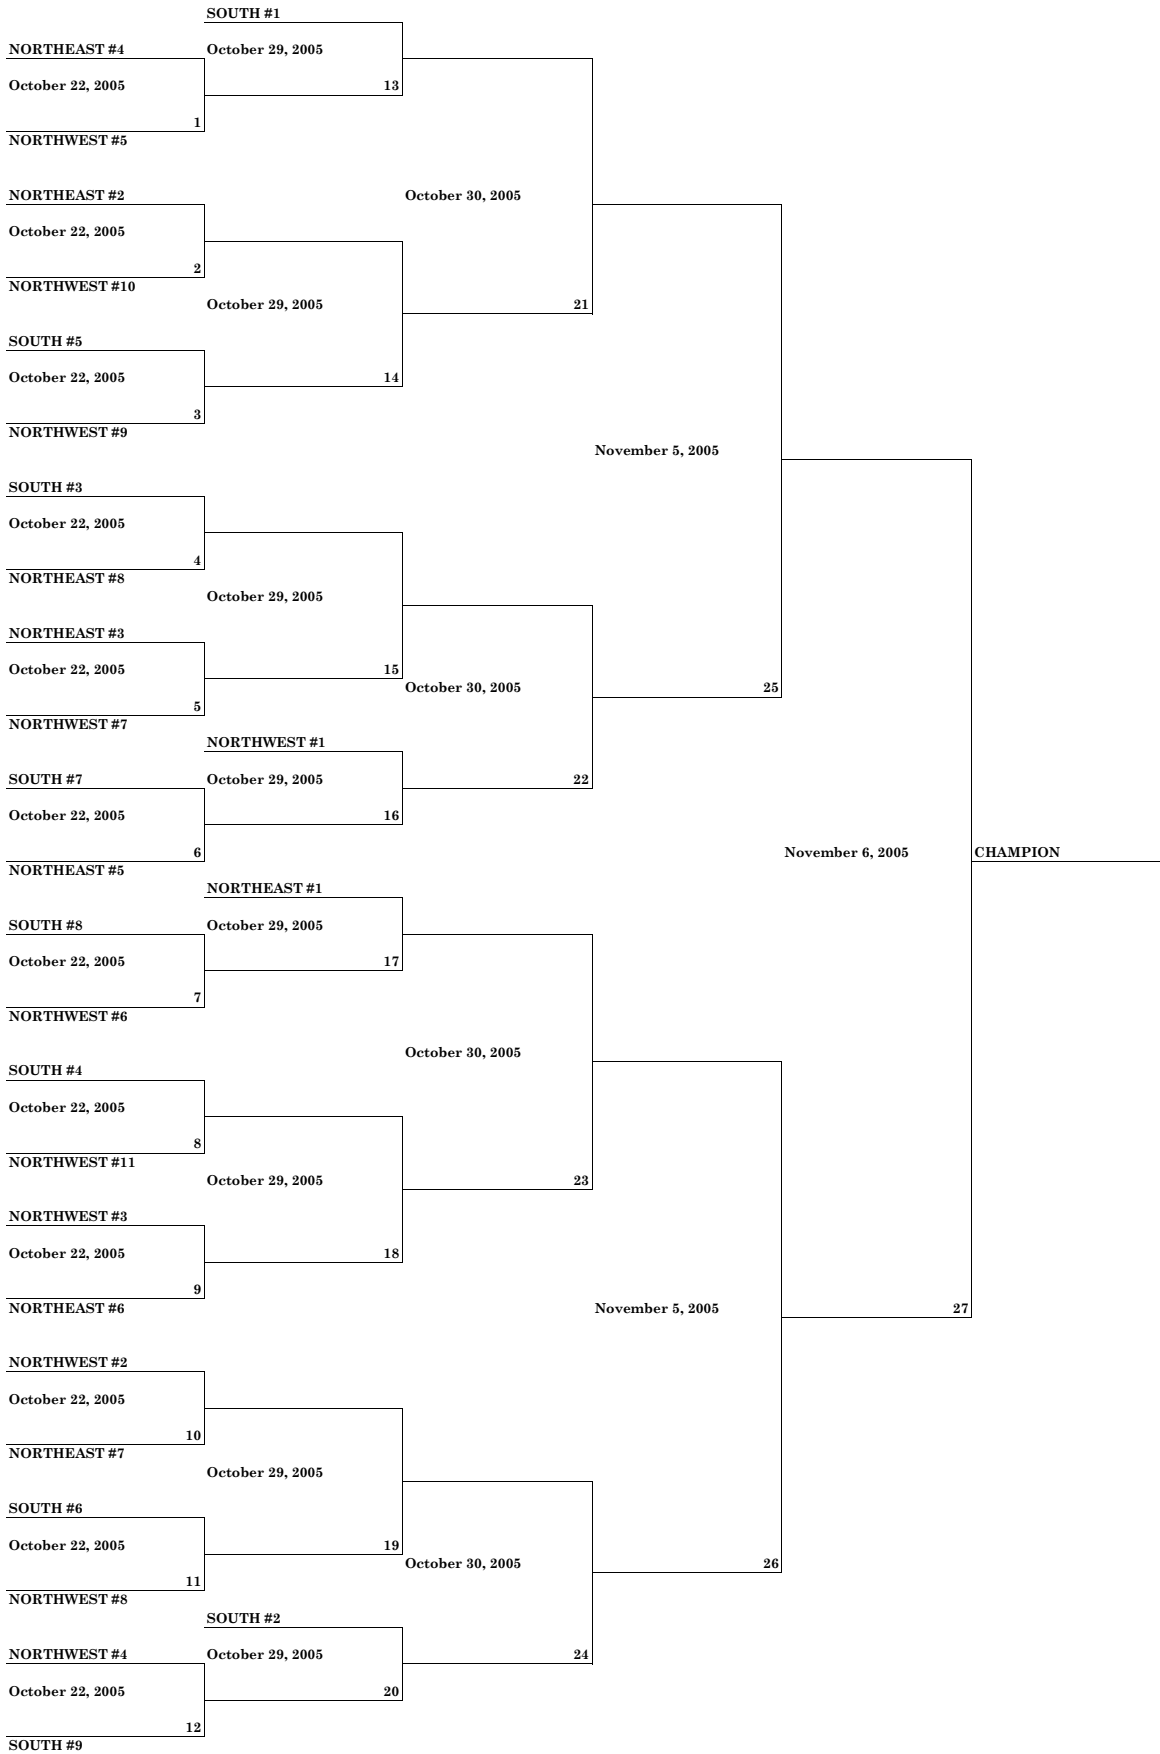 SOUTH #1
NORTHEAST #4
October 29, 2005
October 22, 2005
13
1
NORTHWEST #5
NORTHEAST #2
October 30, 2005
October 22, 2005
2
NORTHWEST #10
October 29, 2005
21
SOUTH #5
October 22, 2005
14
3
NORTHWEST #9
November 5, 2005
SOUTH #3
October 22, 2005
4
NORTHEAST #8
October 29, 2005
NORTHEAST #3
October 22, 2005
15
October 30, 2005
25
5
NORTHWEST #7
NORTHWEST #1
SOUTH #7
October 29, 2005
22
October 22, 2005
16
6
November 6, 2005
CHAMPION
NORTHEAST #5
NORTHEAST #1
SOUTH #8
October 29, 2005
October 22, 2005
17
7
NORTHWEST #6
October 30, 2005
SOUTH #4
October 22, 2005
8
NORTHWEST #11
October 29, 2005
23
NORTHWEST #3
October 22, 2005
18
9
NORTHEAST #6
November 5, 2005
27
NORTHWEST #2
October 22, 2005
10
NORTHEAST #7
October 29, 2005
SOUTH #6
October 22, 2005
19
October 30, 2005
26
11
NORTHWEST #8
SOUTH #2
NORTHWEST #4
October 29, 2005
24
October 22, 2005
20
12
SOUTH #9